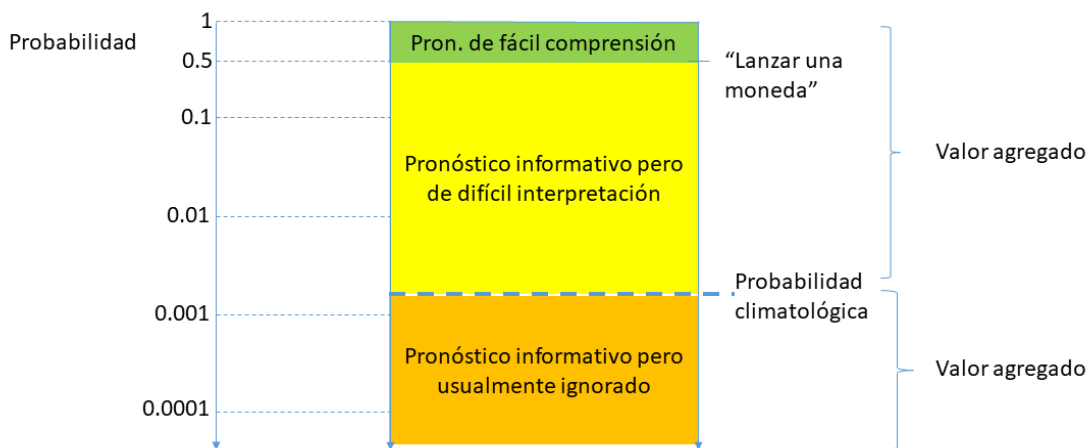 Probabilidad
1
0.5
0.1
0.01
0.001
0.0001
Pron. de fácil comprensión
Pronóstico informativo pero
de difícil interpretación
Pronóstico informativo pero
usualmente ignorado
“Lanzar una
moneda”
Probabilidad
climatológica
Valor agregado
Valor agregado